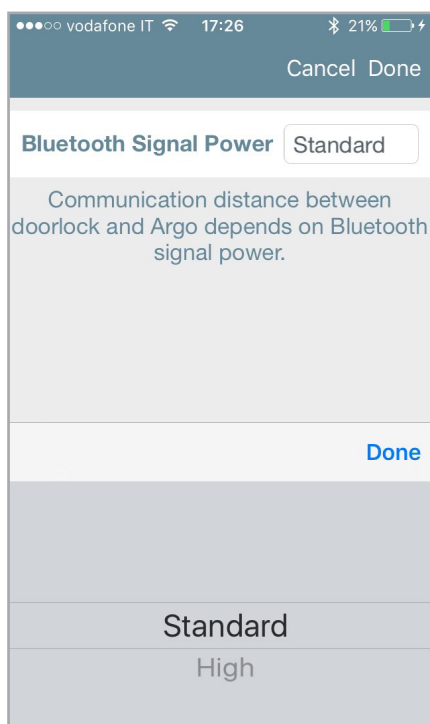 vodafone IT 17:26 21%
Cancel Done
Bluetooth Signal Power Standard
Communication distance between
doorlock and Argo depends on Bluetooth
signal power.
Done
Standard
High